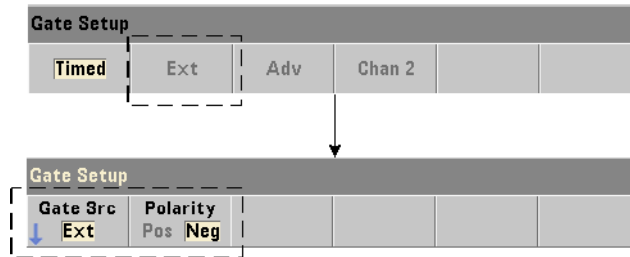 Gate Setup
Timed Ext Adv Chan 2
Gate Setup
Gate Src Polarity
Ext Pos Neg